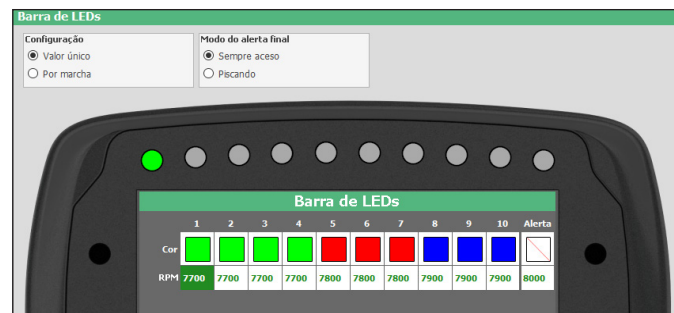 Barra de LEDs
Configuração
Modo do alerta final
Valor único
Sempre aceso
Por marcha
Piscando
Barra de LEDs
1 2 3 4 5 6 7 8 9 10 Alerta
Cor
RPM 7700 7700 7700 7700 7800 7800 7800 7900 7900 7900 8000